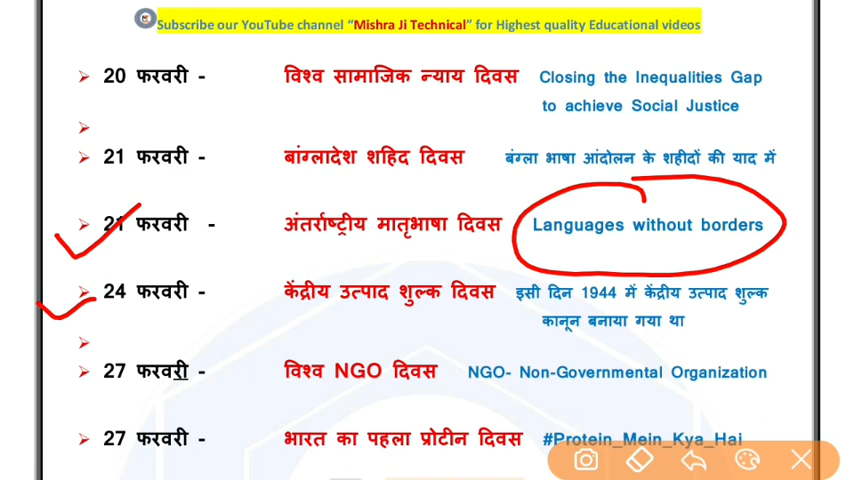 Subscribe our YouTube channel “Mishra Ji Technical” for Highest quality Educational videos
20 फरवरी - विश्व सामाजिक न्याय दिवस Closing the Inequalities Gap
to achieve Social Justice
21 फरवरी - बांग्लादेश शहिद दिवस बंग्ला भाषा आंदोलन के शहीदों की याद में
21 फरवरी - अंतर्राष्ट्रीय मातृभाषा दिवस Languages without borders
24 फरवरी - केंद्रीय उत्पाद शुल्क दिवस इसी दिन 1944 में केंद्रीय उत्पाद शुल्क
कानून बनाया गया था
27 फरवरी - विश्व NGO दिवस NGO- Non-Governmental Organization
27 फरवरी - भारत का पहला प्रोटीन दिवस #Protein_Mein_Kya_Hai